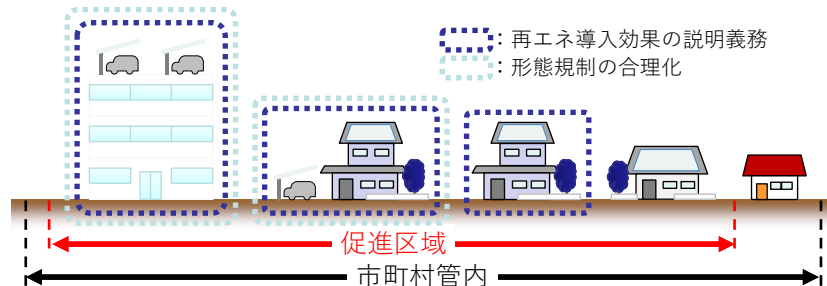 ：再エネ導入効果の説明義務
：形態規制の合理化
促進区域
市町村管内